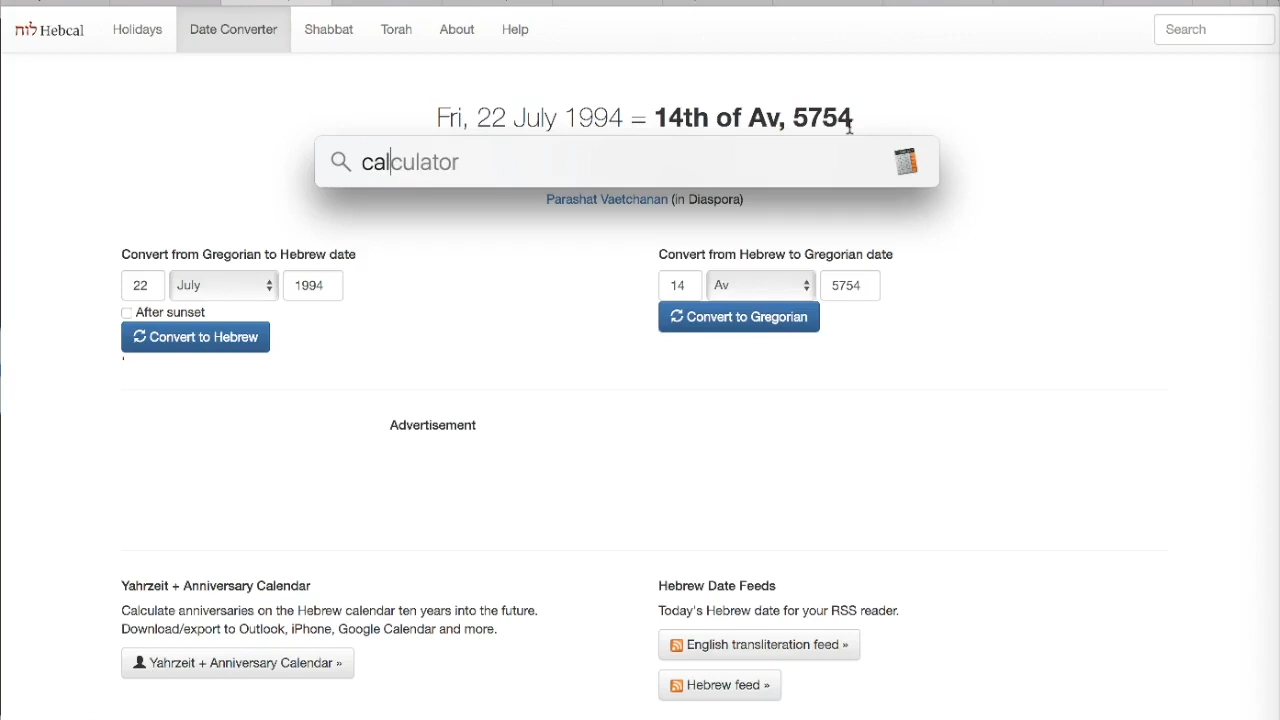 לוח Hebcal Holidays Date Converter Shabbat Torah About Help Search
Fri, 22 July 1994 = 14th of Av, 5754
calculator
Parashat Vaetchanan (in Diaspora)
Convert from Gregorian to Hebrew date
22 July 1994
After sunset
Convert to Hebrew
Convert from Hebrew to Gregorian date
14 Av 5754
Convert to Gregorian
Advertisement
Yahrzeit + Anniversary Calendar
Calculate anniversaries on the Hebrew calendar ten years into the future.
Download/export to Outlook, iPhone, Google Calendar and more.
Yahrzeit + Anniversary Calendar »
Hebrew Date Feeds
Today's Hebrew date for your RSS reader.
English transliteration feed »
Hebrew feed »